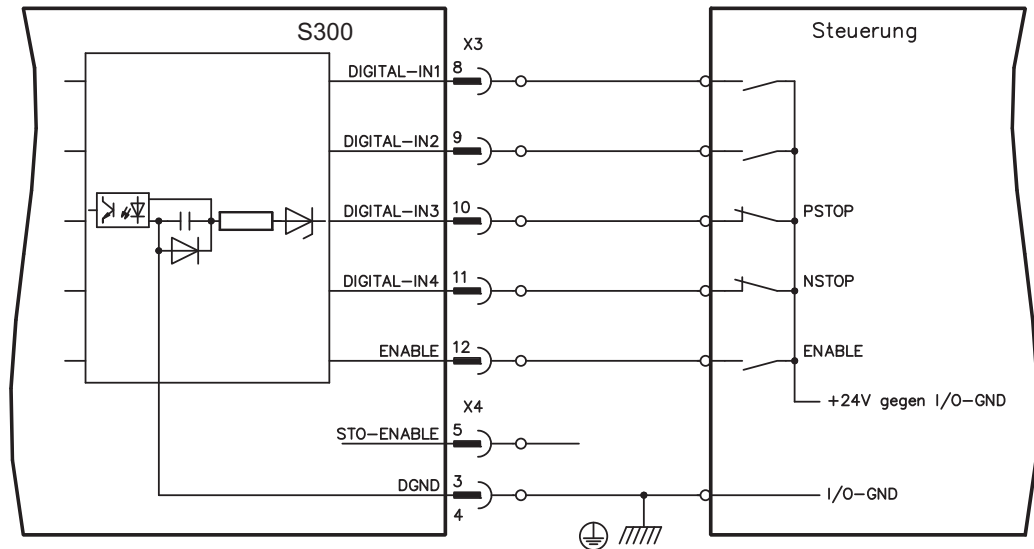 S300
X3
Steuerung
DIGITAL-IN1
8
DIGITAL-IN2
9
DIGITAL-IN3
10
PSTOP
DIGITAL-IN4
11
NSTOP
ENABLE
12
ENABLE
X4
+24V gegen I/O-GND
STO-ENABLE
5
DGND
3
4
I/O-GND